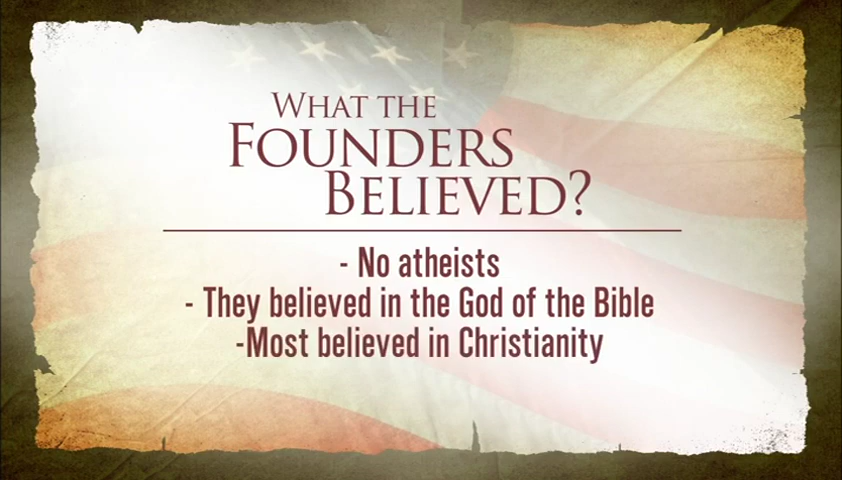 What the
Founders
Believed?
- No atheists
- They believed in the God of the Bible
-Most believed in Christianity